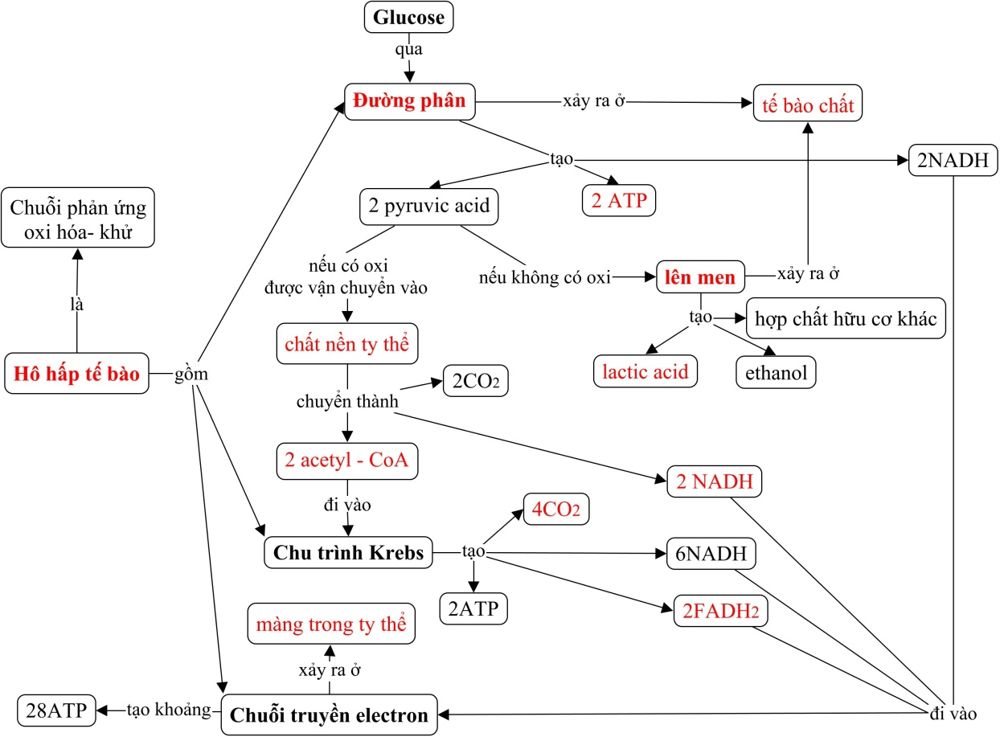 Glucose
qua
Đường phân
xảy ra ở
tế bào chất
tạo
2NADH
2 pyruvic acid
2 ATP
Chuỗi phản ứng
oxi hóa- khử
nếu có oxi
được vận chuyển vào
nếu không có oxi
lên men
xảy ra ở
là
tạo
hợp chất hữu cơ khác
chất nền ty thể
lactic acid
ethanol
Hô hấp tế bào
gồm
2CO2
chuyển thành
2 acetyl - CoA
2 NADH
đi vào
4CO2
Chu trình Krebs
tạo
6NADH
2ATP
2FADH2
màng trong ty thể
xảy ra ở
28ATP
tạo khoảng
Chuỗi truyền electron
đi vào